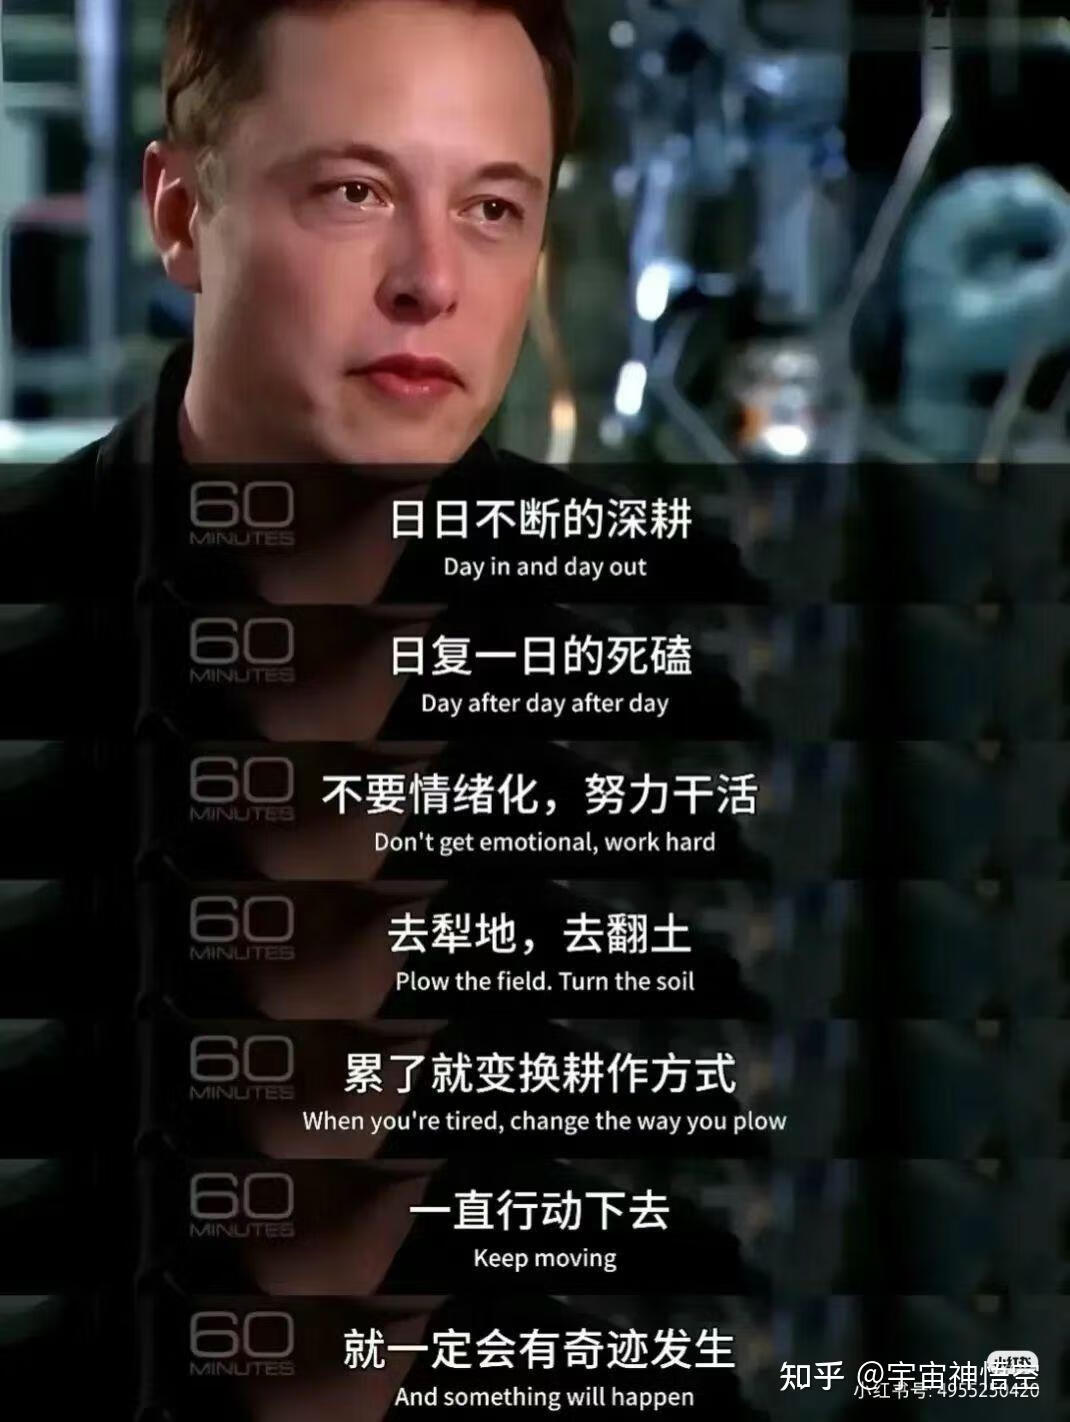 60
MINUTES
日日不断的深耕
Day in and day out
60
MINUTES
日复一日的死磕
Day after day after day
60
MINUTES
不要情绪化，努力干活
Don't get emotional, work hard
60
MINUTES
去犁地，去翻土
Plow the field. Turn the soil
60
MINUTES
累了就变换耕作方式
When you're tired, change the way you plow
60
MINUTES
一直行动下去
Keep moving
60
MINUTES
就一定会有奇迹发生
And something will happen
知乎 @宇宙神悟空
小红书号: 4955250420